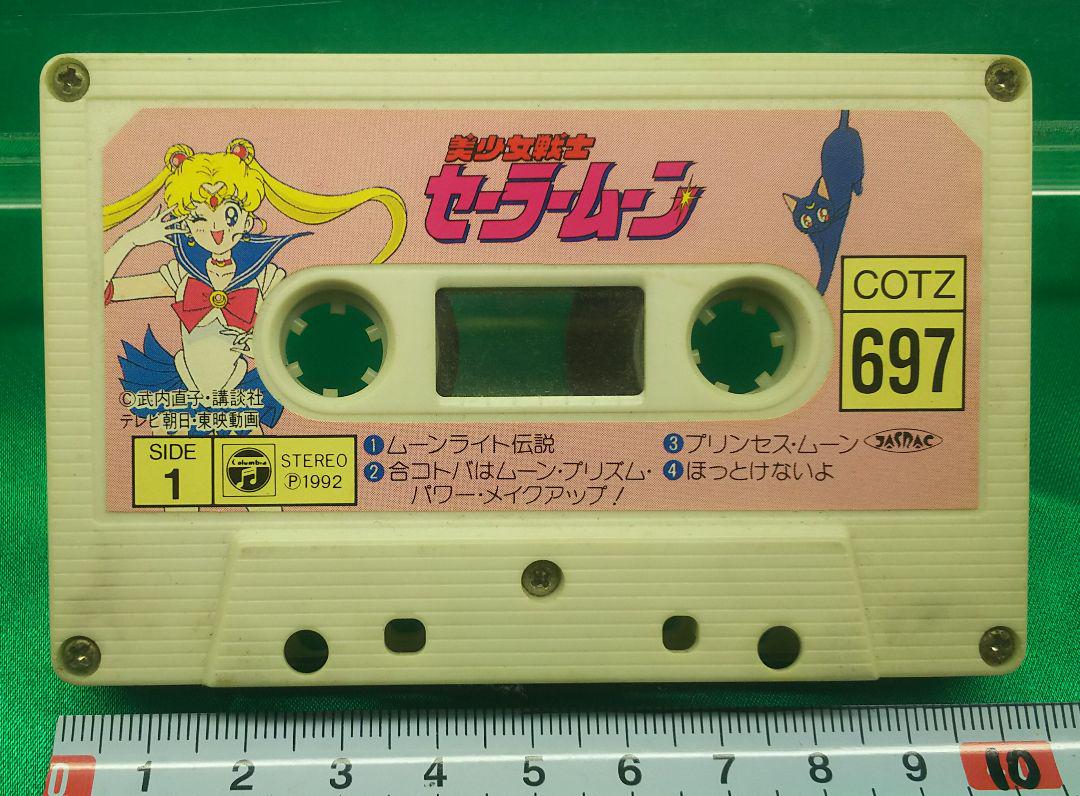 美少女戦士
セーラームーン
COTZ
697
©武内直子・講談社
テレビ朝日・東映動画
SIDE
1
Columbia
STEREO
Ⓟ1992
❶ムーンライト伝説
❷合コトバはムーン・プリズム・
パワー・メイクアップ!
❸プリンセス・ムーン
JASRAC
❹ほっとけないよ
0 1 2 3 4 5 6 7 8 9 10